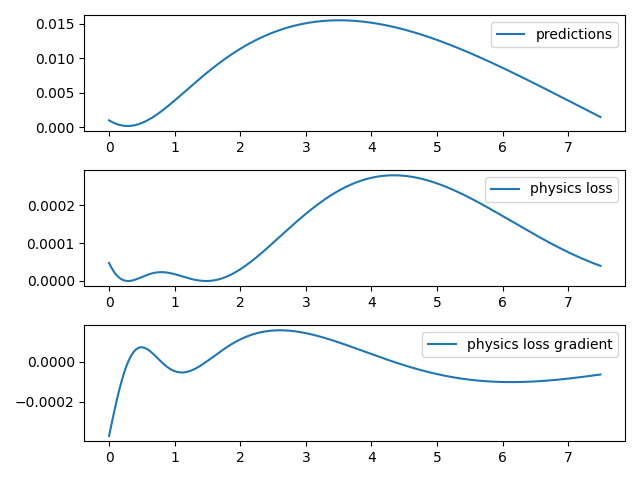 0.015
0.010
0.005
0.000
predictions
0 1 2 3 4 5 6 7
0.0002
0.0001
0.0000
physics loss
0 1 2 3 4 5 6 7
0.0000
−0.0002
physics loss gradient
0 1 2 3 4 5 6 7